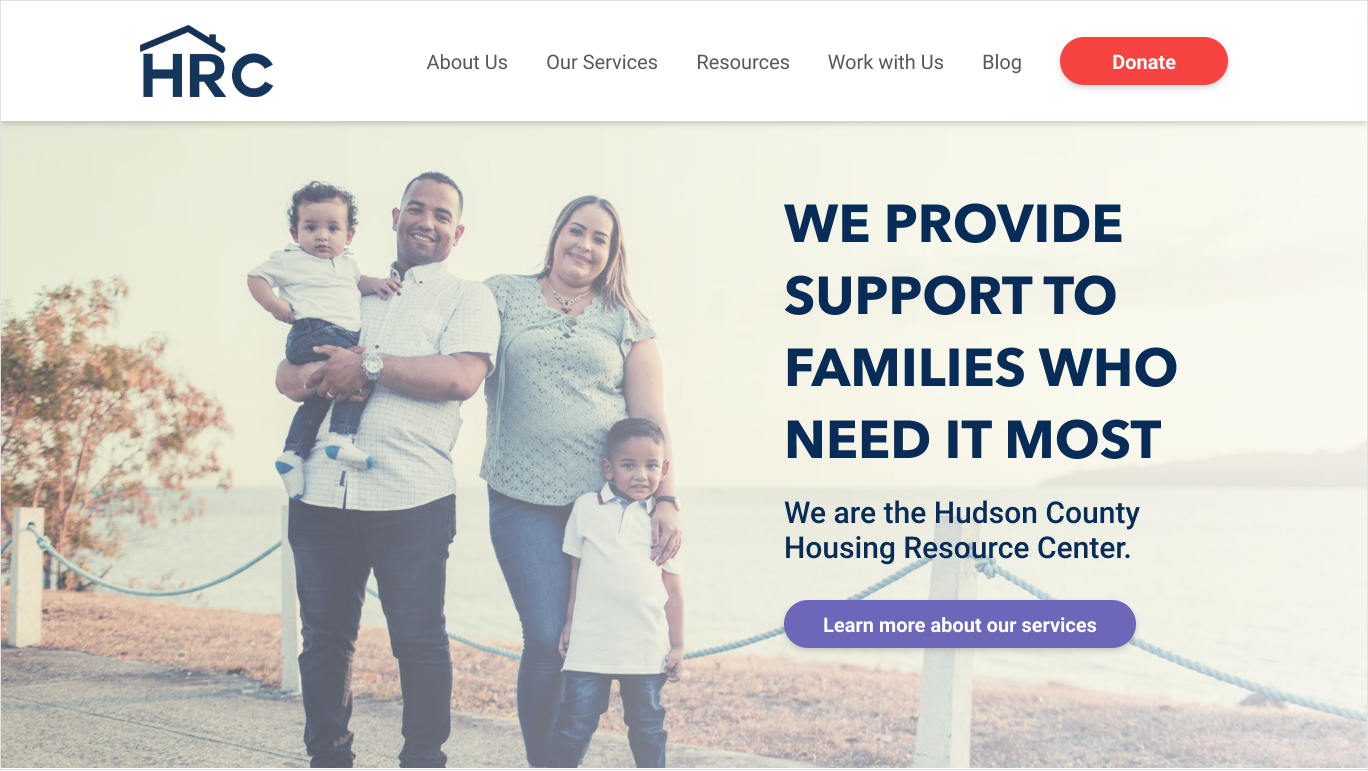 HRC
About Us
Our Services
Resources
Work with Us
Blog
Donate
WE PROVIDE
SUPPORT TO
FAMILIES WHO
NEED IT MOST
We are the Hudson County
Housing Resource Center.
Learn more about our services